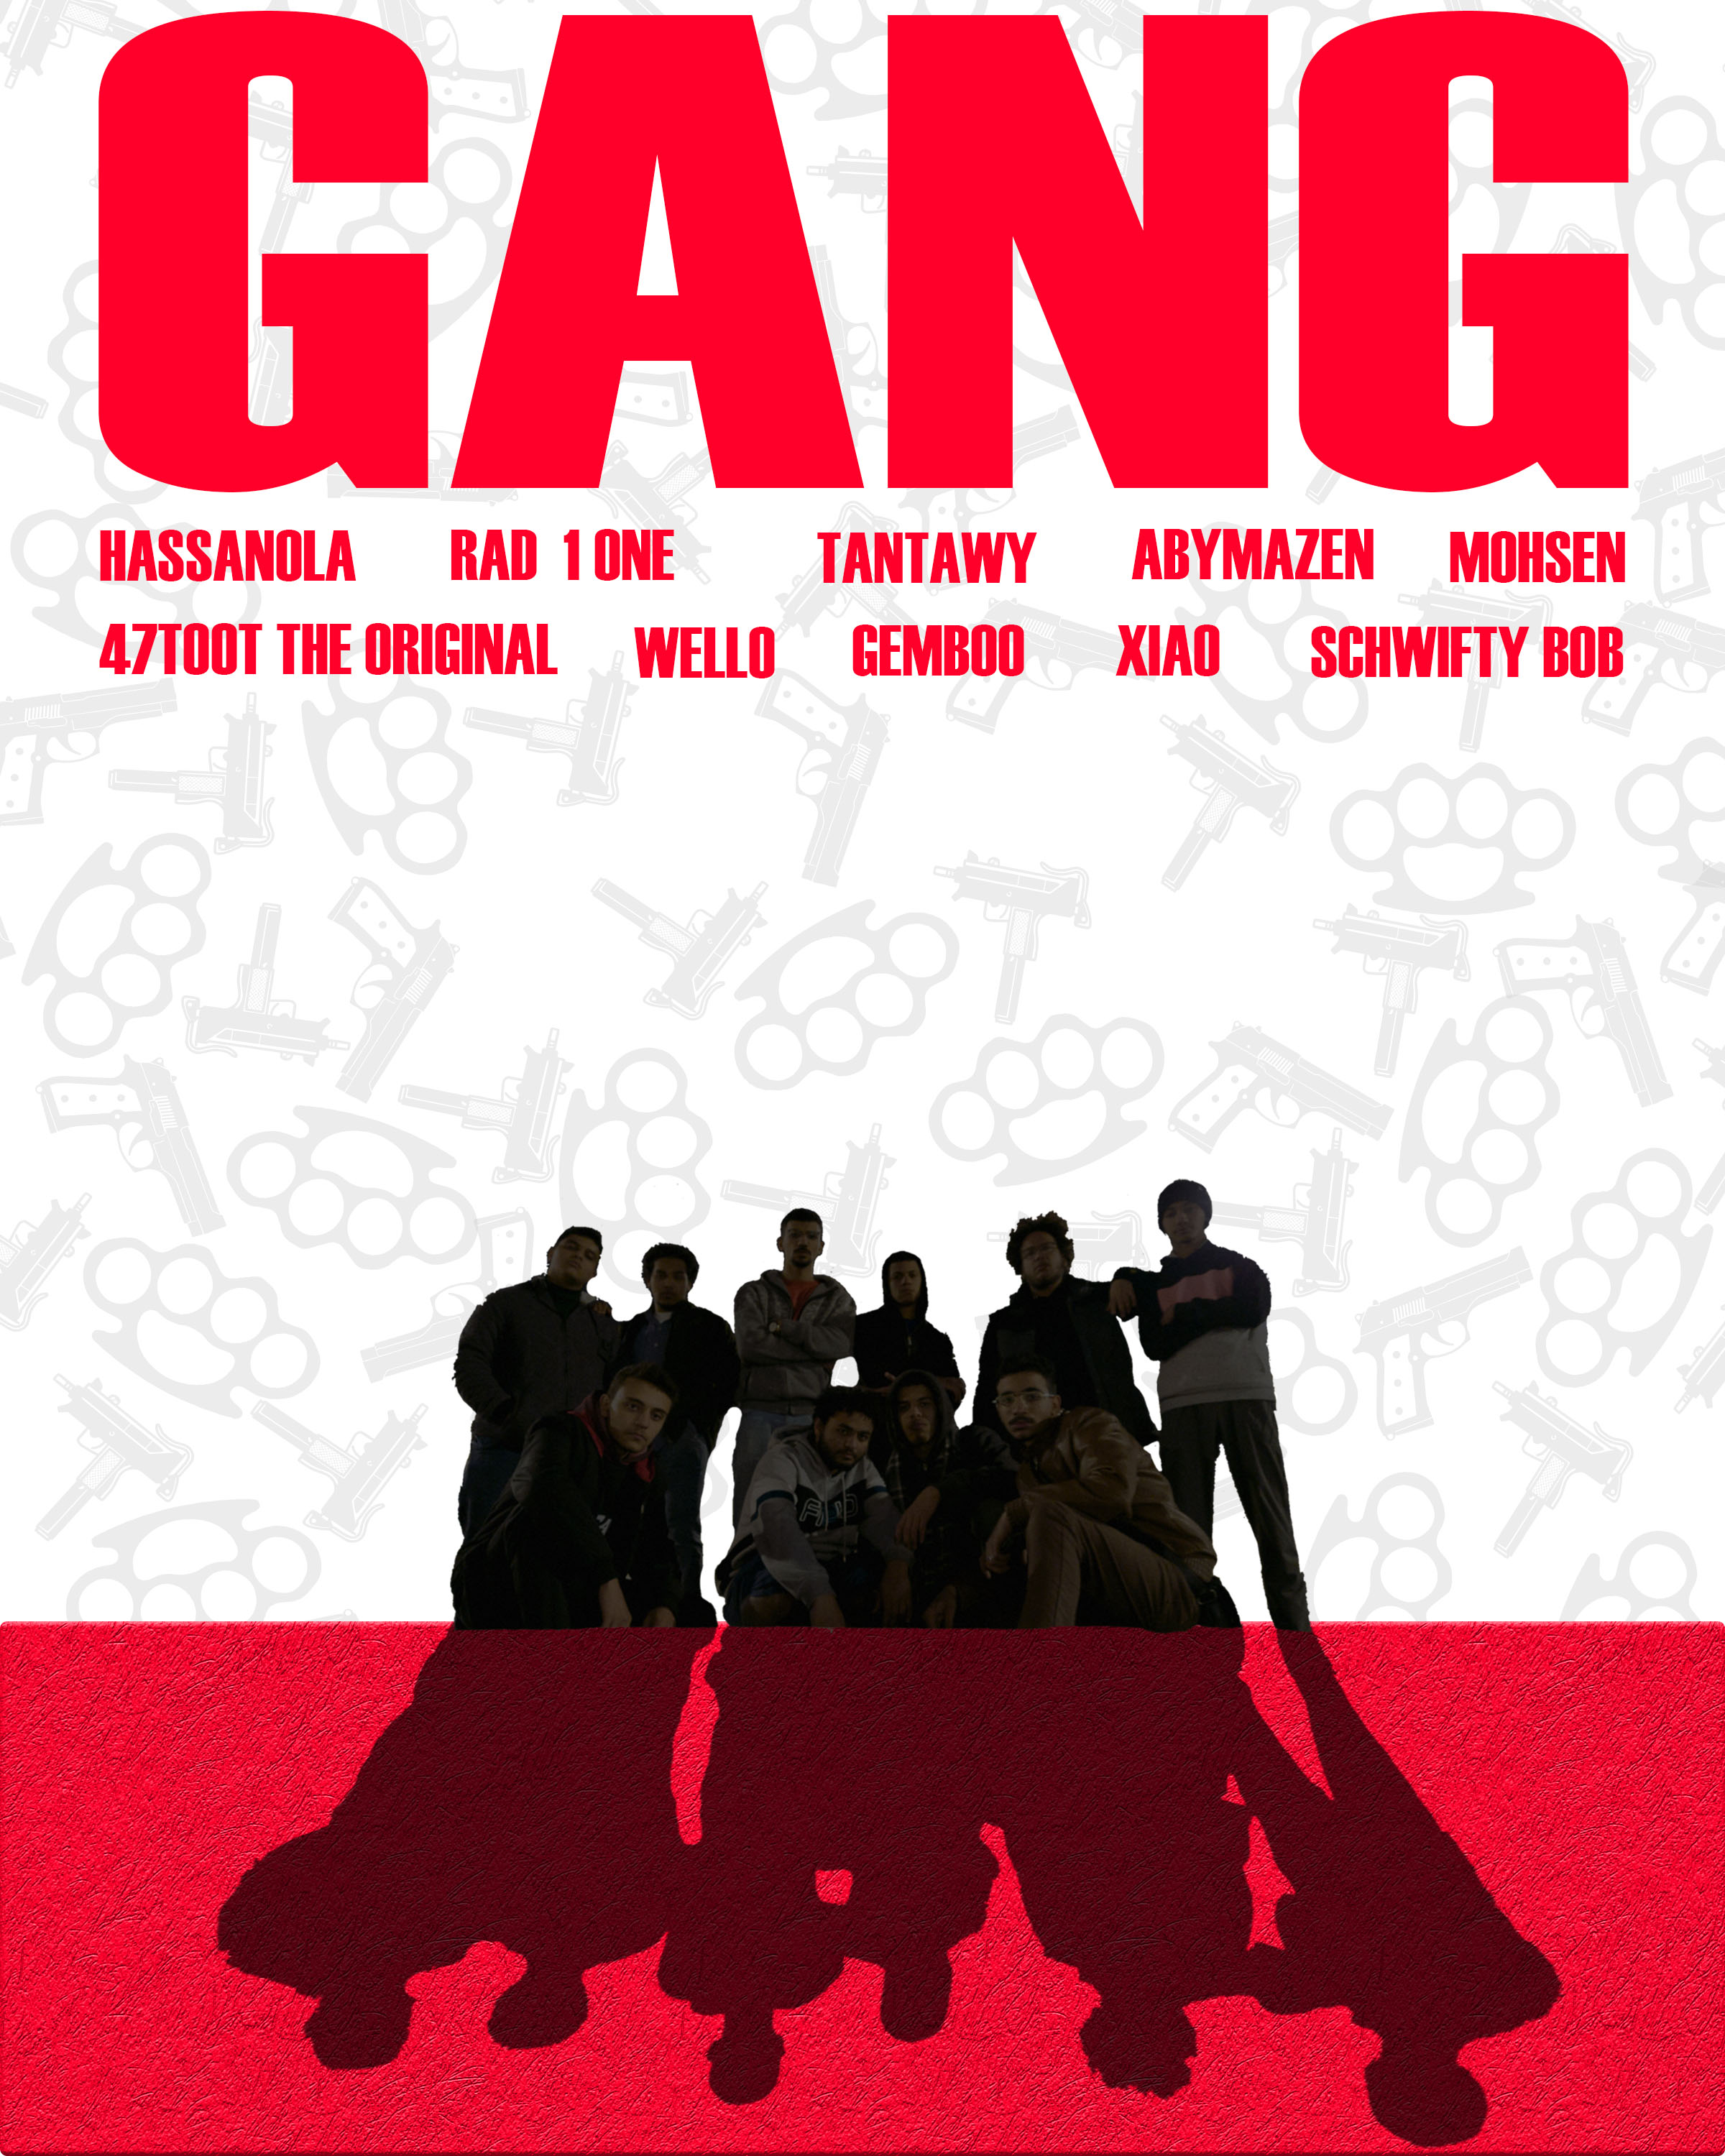 GANG
HASSANOLA RAD 1 ONE TANTAWY ABYMAZEN MOHSEN
47TOOT THE ORIGINAL WELLO GEMBOO XIAO SCHWIFTY BOB